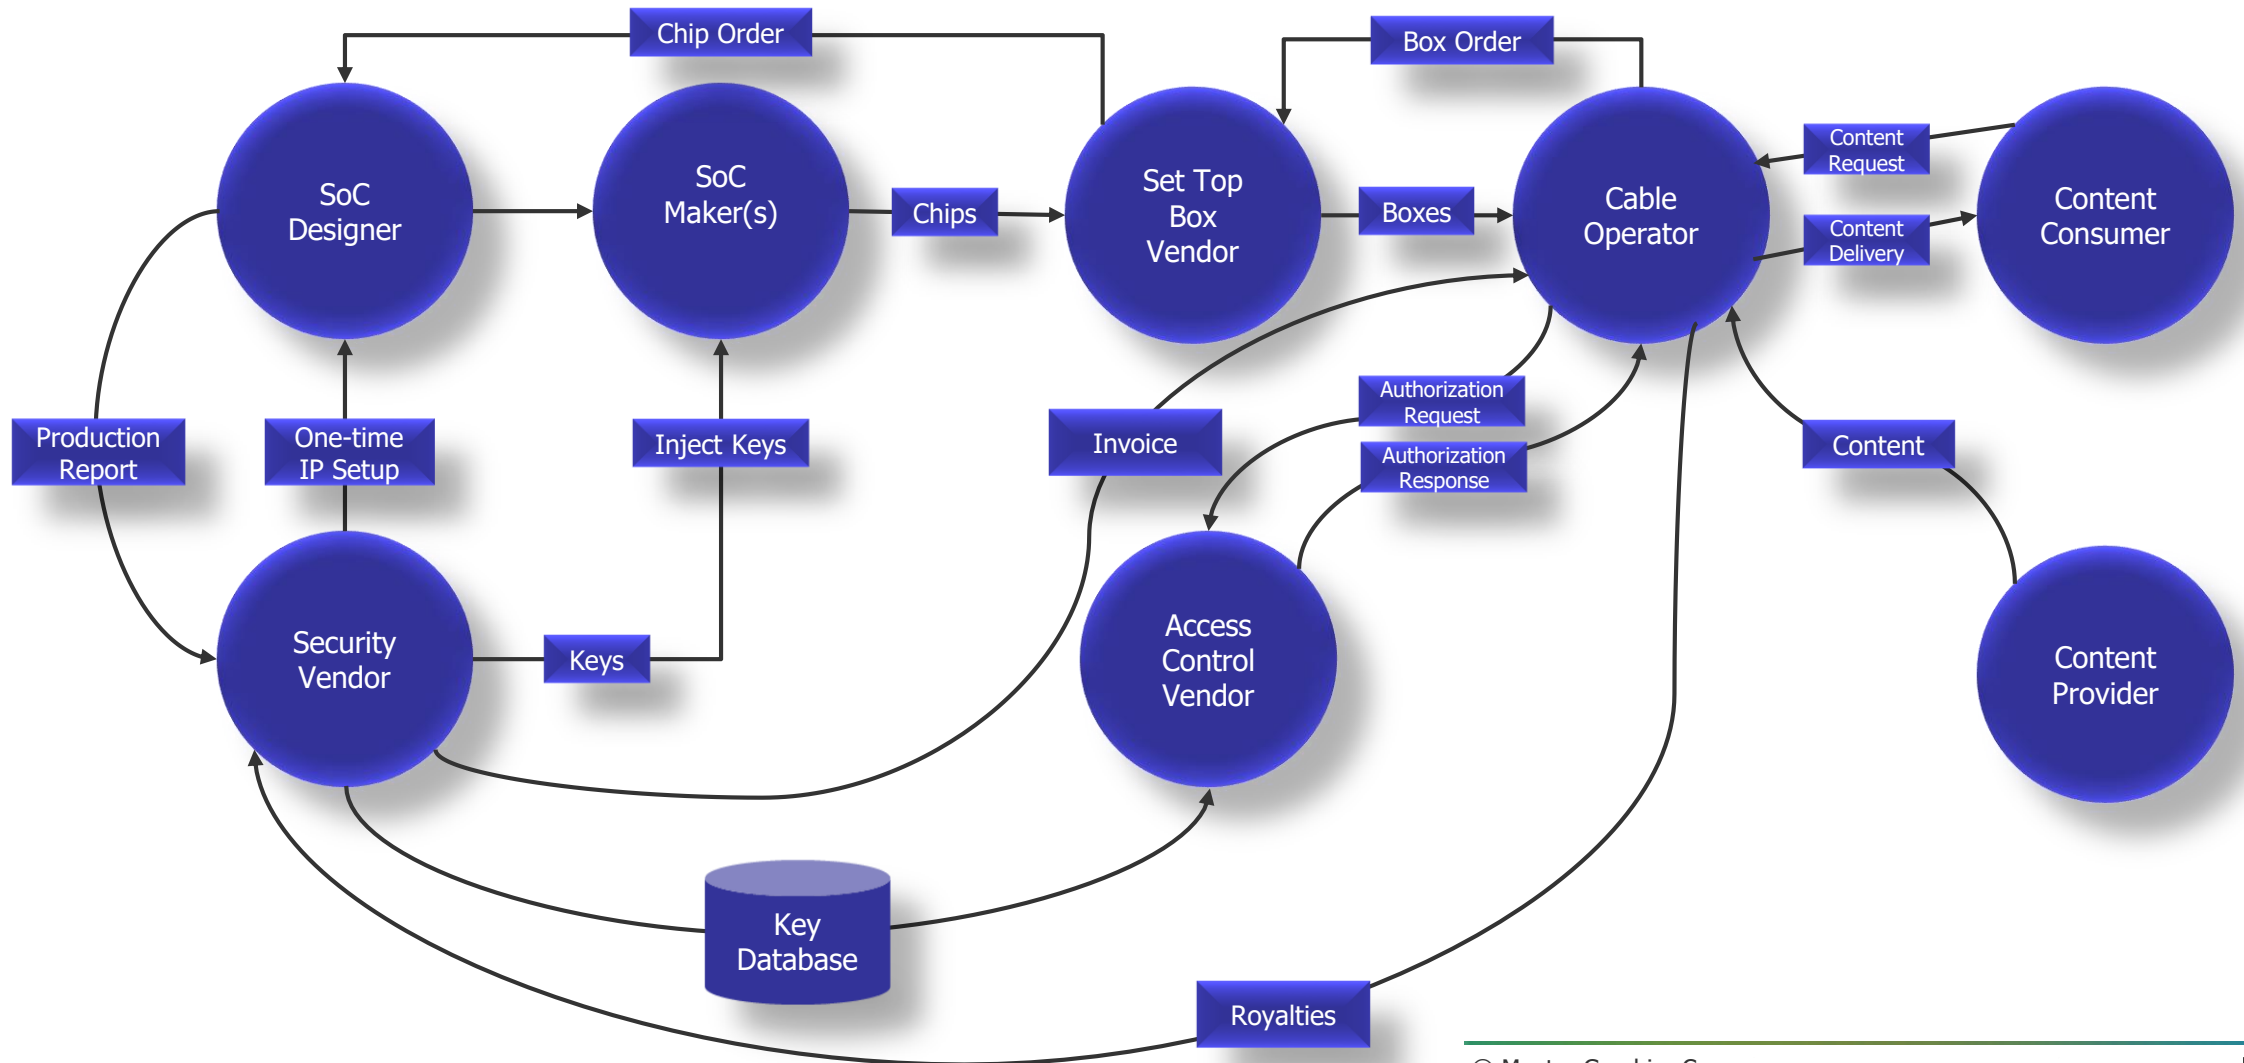 Chip Order
Box Order
SoC
Designer
SoC
Maker(s)
Chips
Set Top
Box
Vendor
Boxes
Cable
Operator
Content
Request
Content
Delivery
Content
Consumer
Production
Report
One-time
IP Setup
Inject Keys
Invoice
Authorization
Request
Authorization
Response
Content
Security
Vendor
Keys
Access
Control
Vendor
Content
Provider
Key
Database
Royalties